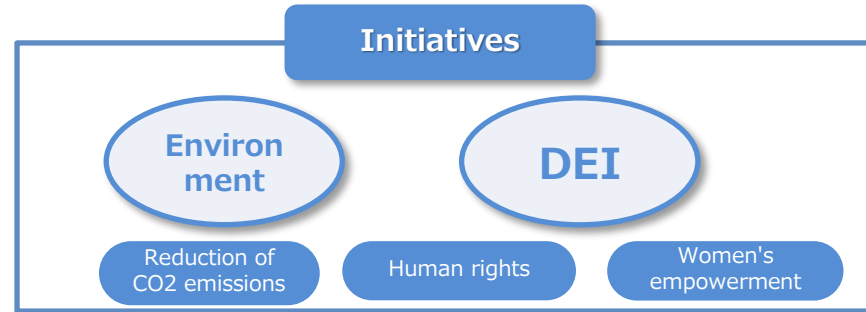 Initiatives
Environ
ment
DEI
Reduction of
CO2 emissions
Human rights
Women's
empowerment